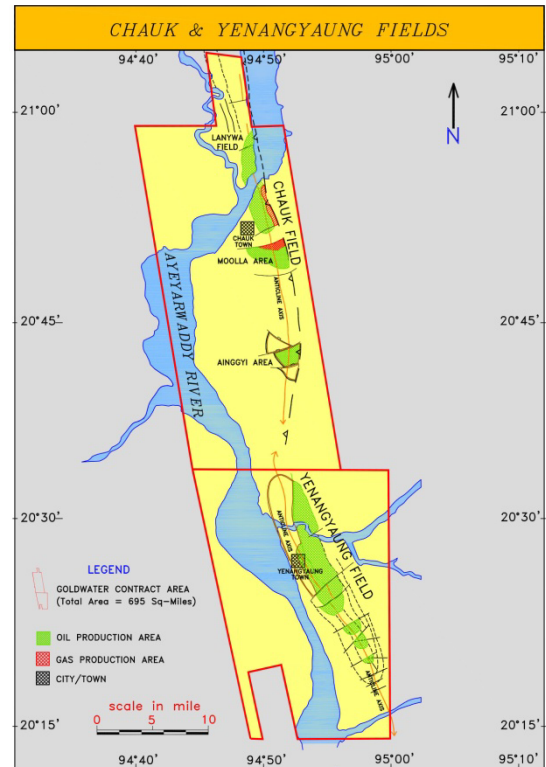 CHAUK & YENANGYAUNG FIELDS
94°40' 94°50' 95°00' 95°10'
21°00' 21°00'
N
LANYWA
FIELD
CHAUK FIELD
CHAUK
TOWN
MOOLLA AREA
ANTICLINE AXIS
AYEYARWADDY RIVER
20°45' 20°45'
AINGGYI AREA
20°30' 20°30'
YENANGYAUNG FIELD
ANTICLINE AXIS
YENANGYAUNG
TOWN
LEGEND
GOLDWATER CONTRACT AREA
(Total Area = 695 Sq-Miles)
OIL PRODUCTION AREA
GAS PRODUCTION AREA
CITY/TOWN
scale in mile
0 5 10
ANTICLINE AXIS
20°15' 20°15'
94°40' 94°50' 95°00' 95°10'